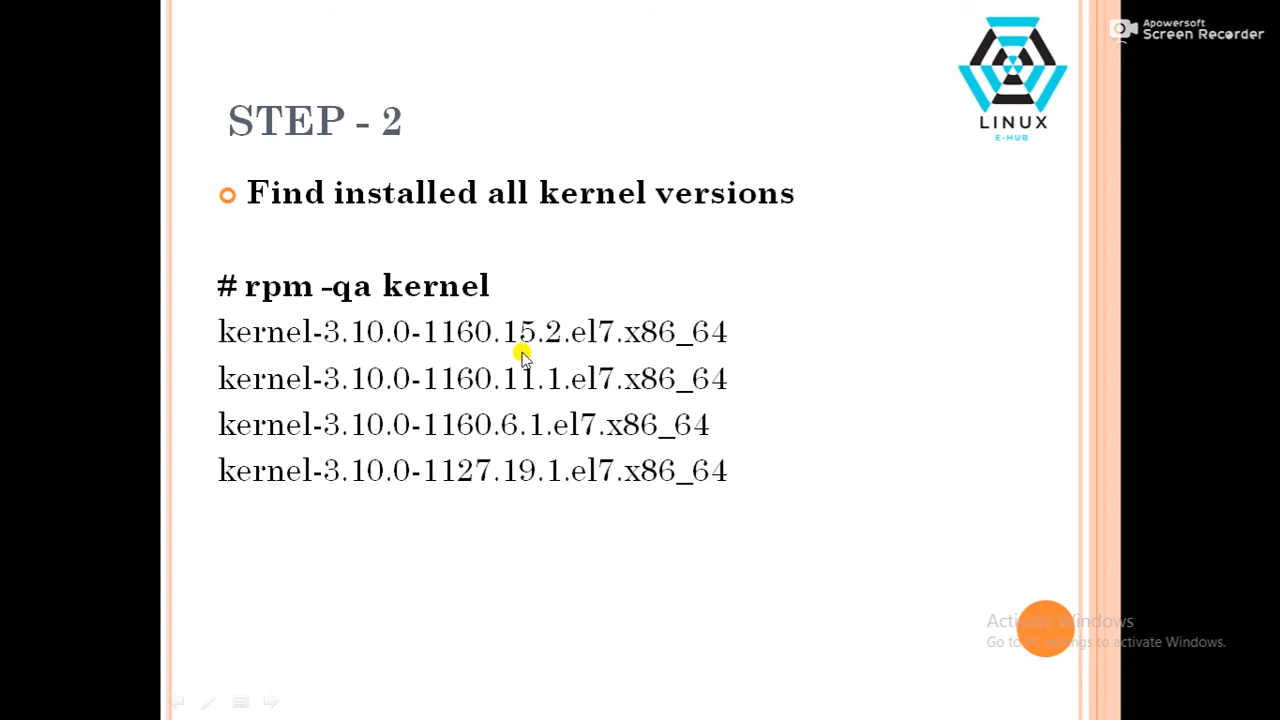 Apowersoft
Screen Recorder
LINUX
E-HUB
STEP - 2
Find installed all kernel versions
# rpm -qa kernel
kernel-3.10.0-1160.15.2.el7.x86_64
kernel-3.10.0-1160.11.1.el7.x86_64
kernel-3.10.0-1160.6.1.el7.x86_64
kernel-3.10.0-1127.19.1.el7.x86_64
Activate Windows
Go to PC settings to activate Windows.